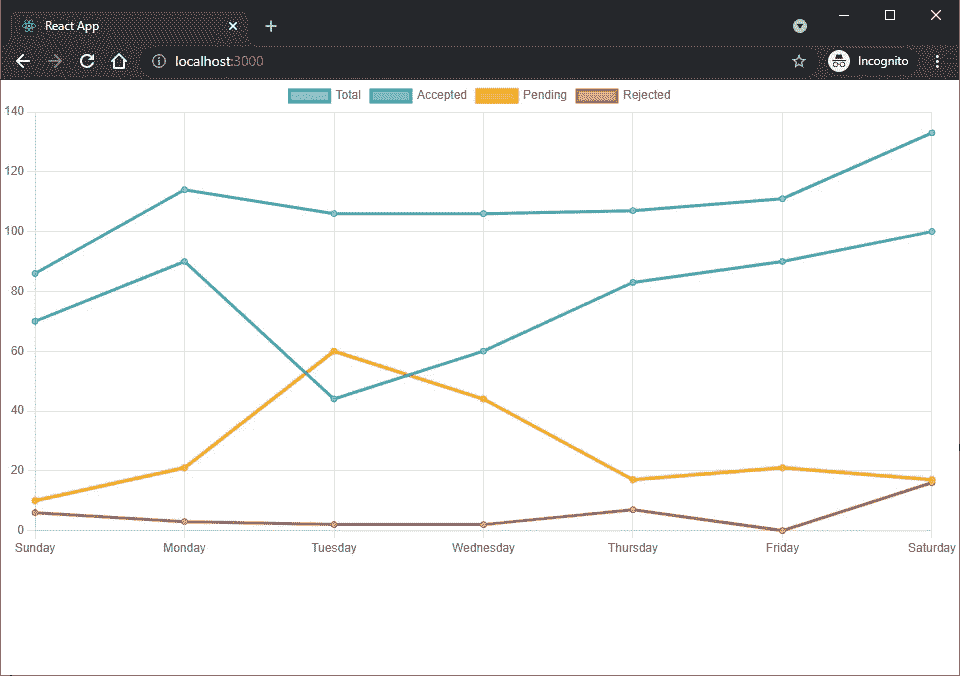 React App
localhost:3000
Incognito
Total Accepted Pending Rejected
140
120
100
80
60
40
20
0
Sunday Monday Tuesday Wednesday Thursday Friday Saturday